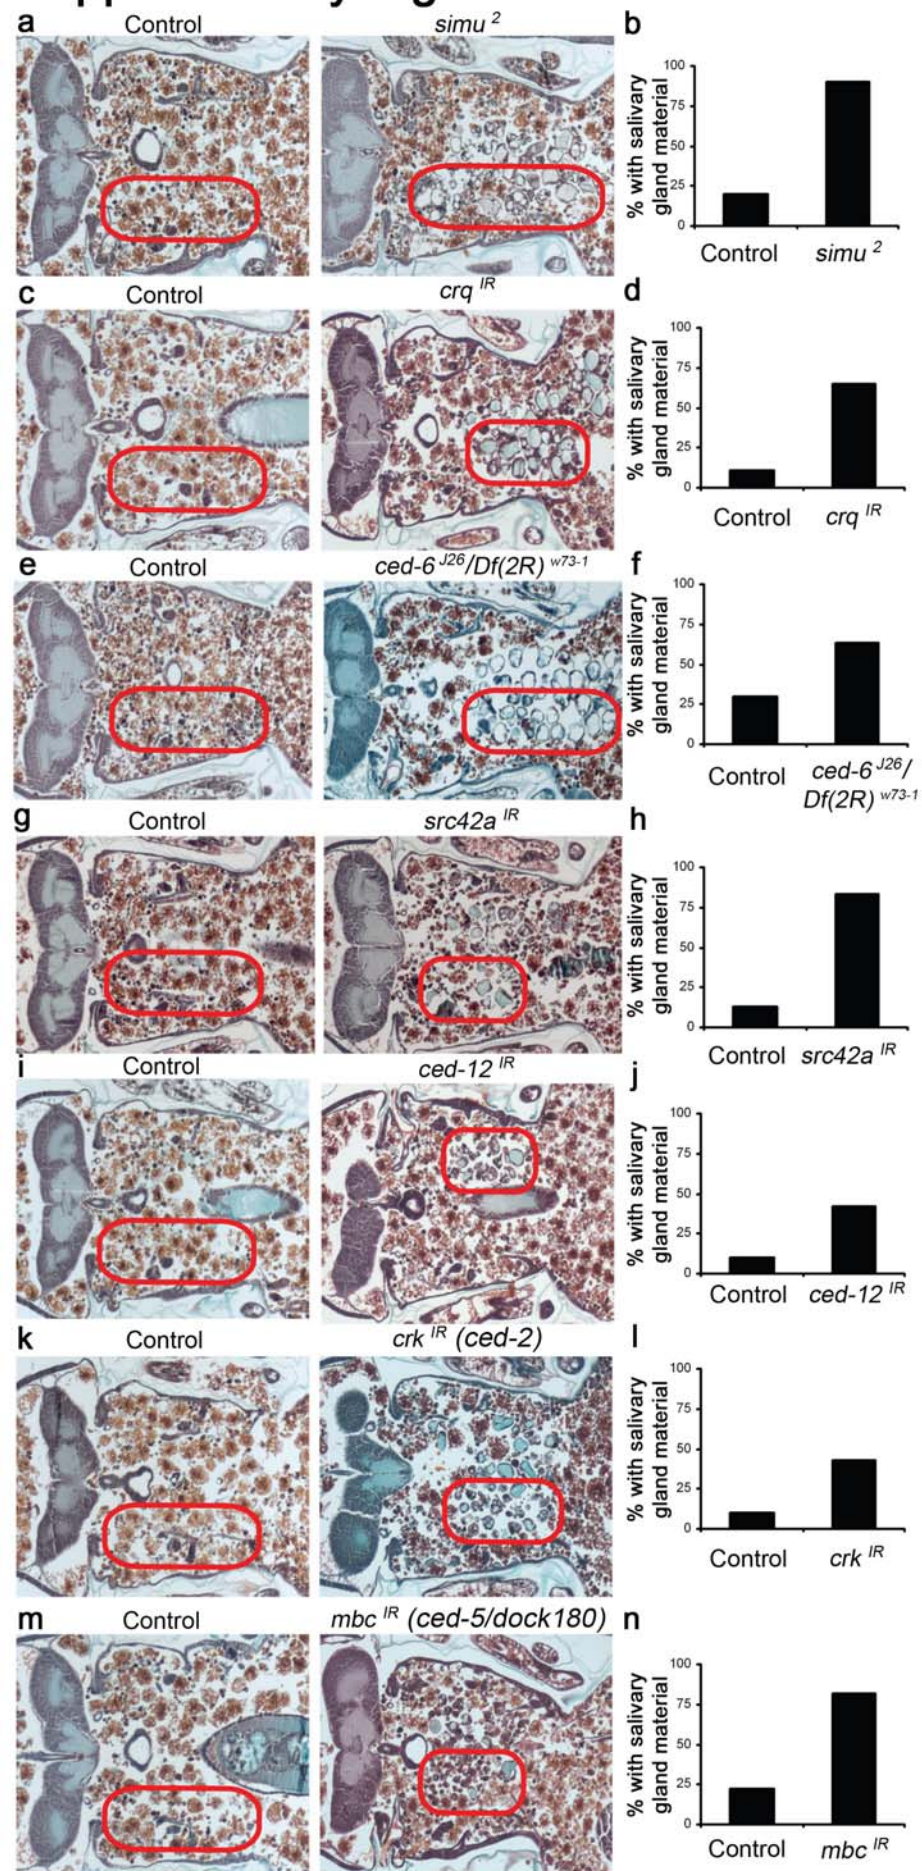 a
Control
simu ²
b
% with salivary
gland material
100
75
50
25
0
Control
simu ²
c
Control
crq ᴵᴿ
d
% with salivary
gland material
100
75
50
25
0
Control
crq ᴵᴿ
e
Control
ced-6 ᴶ²⁶/Df(2R) ʷ⁷³⁻¹
f
% with salivary
gland material
100
75
50
25
0
Control
ced-6 ᴶ²⁶/
Df(2R) ʷ⁷³⁻¹
g
Control
src42a ᴵᴿ
h
% with salivary
gland material
100
75
50
25
0
Control
src42a ᴵᴿ
i
Control
ced-12 ᴵᴿ
j
% with salivary
gland material
100
75
50
25
0
Control
ced-12 ᴵᴿ
k
Control
crk ᴵᴿ (ced-2)
l
% with salivary
gland material
100
75
50
25
0
Control
crk ᴵᴿ
m
Control
mbc ᴵᴿ (ced-5/dock180)
n
% with salivary
gland material
100
75
50
25
0
Control
mbc ᴵᴿ